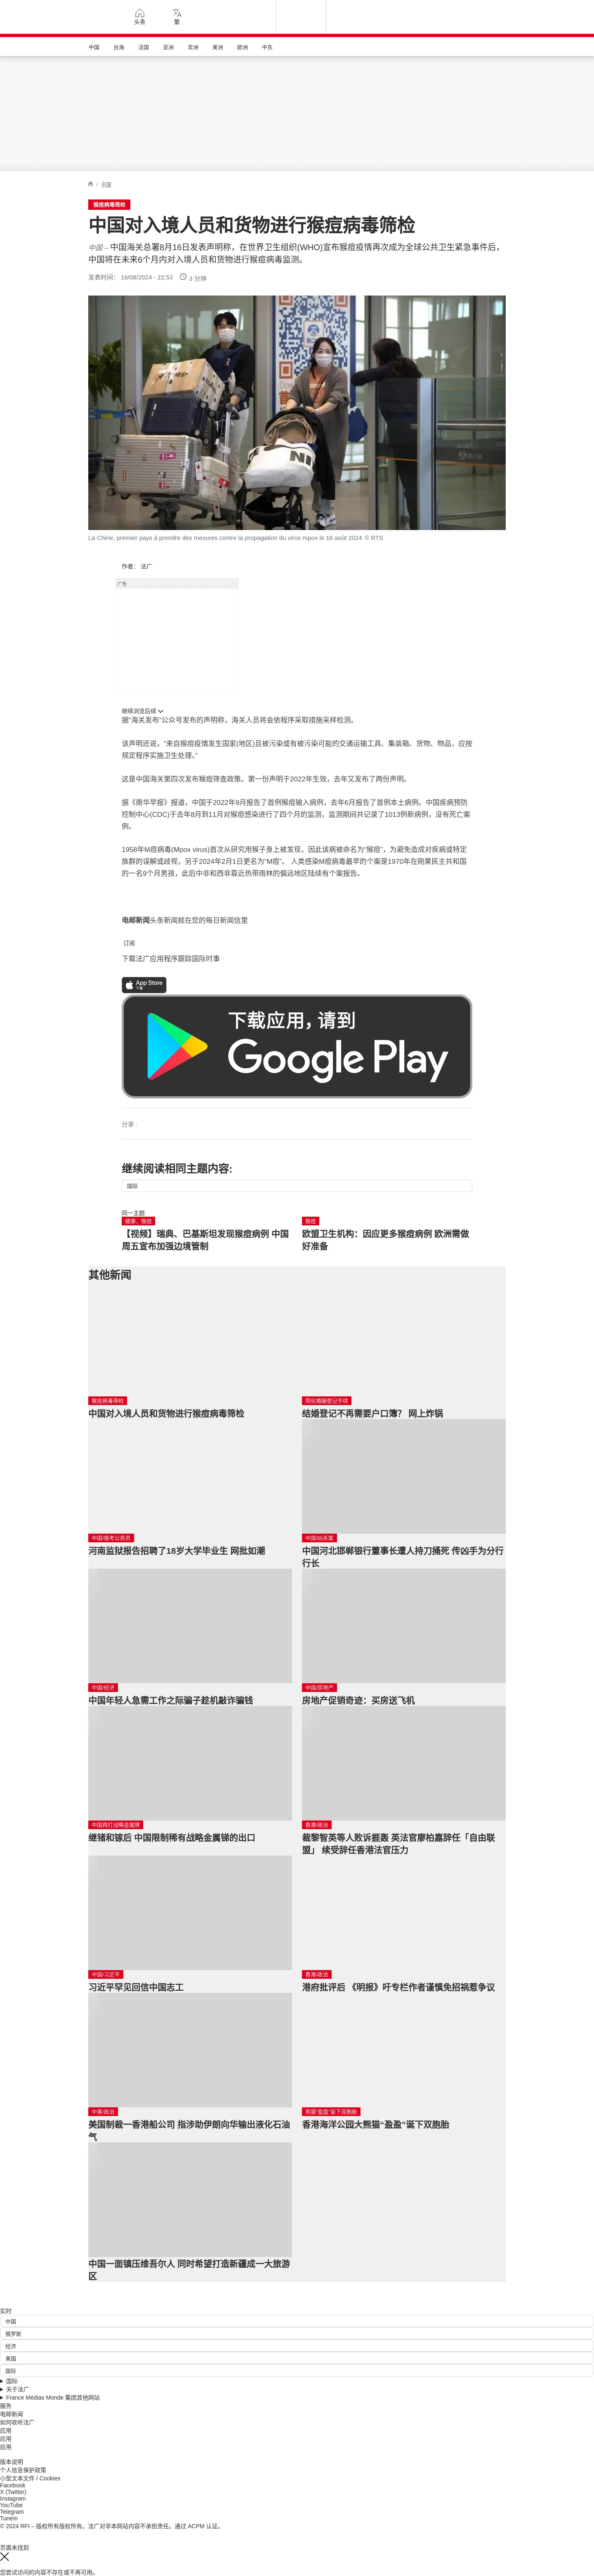 头条
繁
中国
台海
法国
亚洲
非洲
美洲
欧洲
中东
/ 中国
猴痘病毒筛检
中国对入境人员和货物进行猴痘病毒筛检
中国 – 中国海关总署8月16日发表声明称，在世界卫生组织(WHO)宣布猴痘疫情再次成为全球公共卫生紧急事件后，
中国将在未来6个月内对入境人员和货物进行猴痘病毒监测。
发表时间： 16/08/2024 - 22:53
3 分钟
La Chine, premier pays à prendre des mesures contre la propagation du virus mpox le 16 août 2024 © RTS
作者： 法广
广告
继续浏览后续
据“海关发布”公众号发布的声明称，海关人员将会依程序采取措施采样检测。
该声明还说，“来自猴痘疫情发生国家(地区)且被污染或有被污染可能的交通运输工具、集装箱、货物、物品，应按
规定程序实施卫生处理。”
这是中国海关第四次发布猴痘筛查政策。第一份声明于2022年生效，去年又发布了两份声明。
据《南华早报》报道，中国于2022年9月报告了首例猴痘输入病例，去年6月报告了首例本土病例。中国疾病预防
控制中心(CDC)于去年8月到11月对猴痘感染进行了四个月的监测，监测期间共记录了1013例新病例，没有死亡案
例。
1958年M痘病毒(Mpox virus)首次从研究用猴子身上被发现，因此该病被命名为“猴痘”，为避免造成对疾病或特定
族群的误解或歧视，另于2024年2月1日更名为“M痘”。 人类感染M痘病毒最早的个案是1970年在刚果民主共和国
的一名9个月男孩，此后中非和西非靠近热带雨林的偏远地区陆续有个案报告。
电邮新闻头条新闻就在您的每日新闻信里
订阅
下载法广应用程序跟踪国际时事
App Store
下载
下载应用，请到
Google Play
分享 :
继续阅读相同主题内容:
国际
同一主题
健康，猴痘
【视频】瑞典、巴基斯坦发现猴痘病例 中国
周五宣布加强边境管制
猴痘
欧盟卫生机构：因应更多猴痘病例 欧洲需做
好准备
其他新闻
猴痘病毒筛检
中国对入境人员和货物进行猴痘病毒筛检
简化婚姻登记手续
结婚登记不再需要户口簿？ 网上炸锅
中国/报考公务员
河南监狱报告招聘了18岁大学毕业生 网批如潮
中国/凶杀案
中国河北邯郸银行董事长遭人持刀捅死 传凶手为分行
行长
中国/经济
中国年轻人急需工作之际骗子趁机敲诈骗钱
中国/房地产
房地产促销奇迹：买房送飞机
中国再打战略金属牌
继锗和镓后 中国限制稀有战略金属锑的出口
香港/政治
裁黎智英等人败诉捱轰 英法官廖柏嘉辞任「自由联
盟」 续受辞任香港法官压力
中国/习近平
习近平罕见回信中国志工
香港/政治
港府批评后 《明报》吁专栏作者谨慎免招祸惹争议
中美/政治
美国制裁一香港船公司 指涉助伊朗向华输出液化石油
气
熊猫“盈盈”诞下双胞胎
香港海洋公园大熊猫“盈盈”诞下双胞胎
中国一面镇压维吾尔人 同时希望打造新疆成一大旅游
区
实时
中国
俄罗斯
经济
美国
国际
国际
关于法广
France Médias Monde 集团其他网站
服务
电邮新闻
如何收听法广
应用
应用
应用
版本说明
个人信息保护政策
小型文本文件 / Cookies
Facebook
X (Twitter)
Instagram
YouTube
Telegram
TuneIn
© 2024 RFI – 版权所有版权所有。法广对非本网站内容不承担责任。通过 ACPM 认证。
页面未找到
您尝试访问的内容不存在或不再可用。